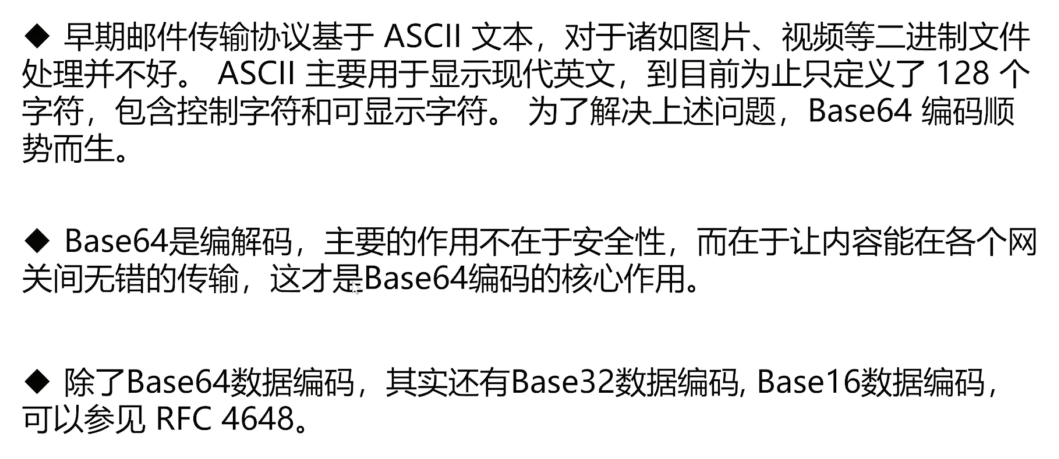 ◆ 早期邮件传输协议基于 ASCII 文本，对于诸如图片、视频等二进制文件
处理并不好。 ASCII 主要用于显示现代英文，到目前为止只定义了 128 个
字符，包含控制字符和可显示字符。 为了解决上述问题，Base64 编码顺
势而生。
◆ Base64是编解码，主要的作用不在于安全性，而在于让内容能在各个网
关间无错的传输，这才是Base64编码的核心作用。
◆ 除了Base64数据编码，其实还有Base32数据编码, Base16数据编码，
可以参见 RFC 4648。